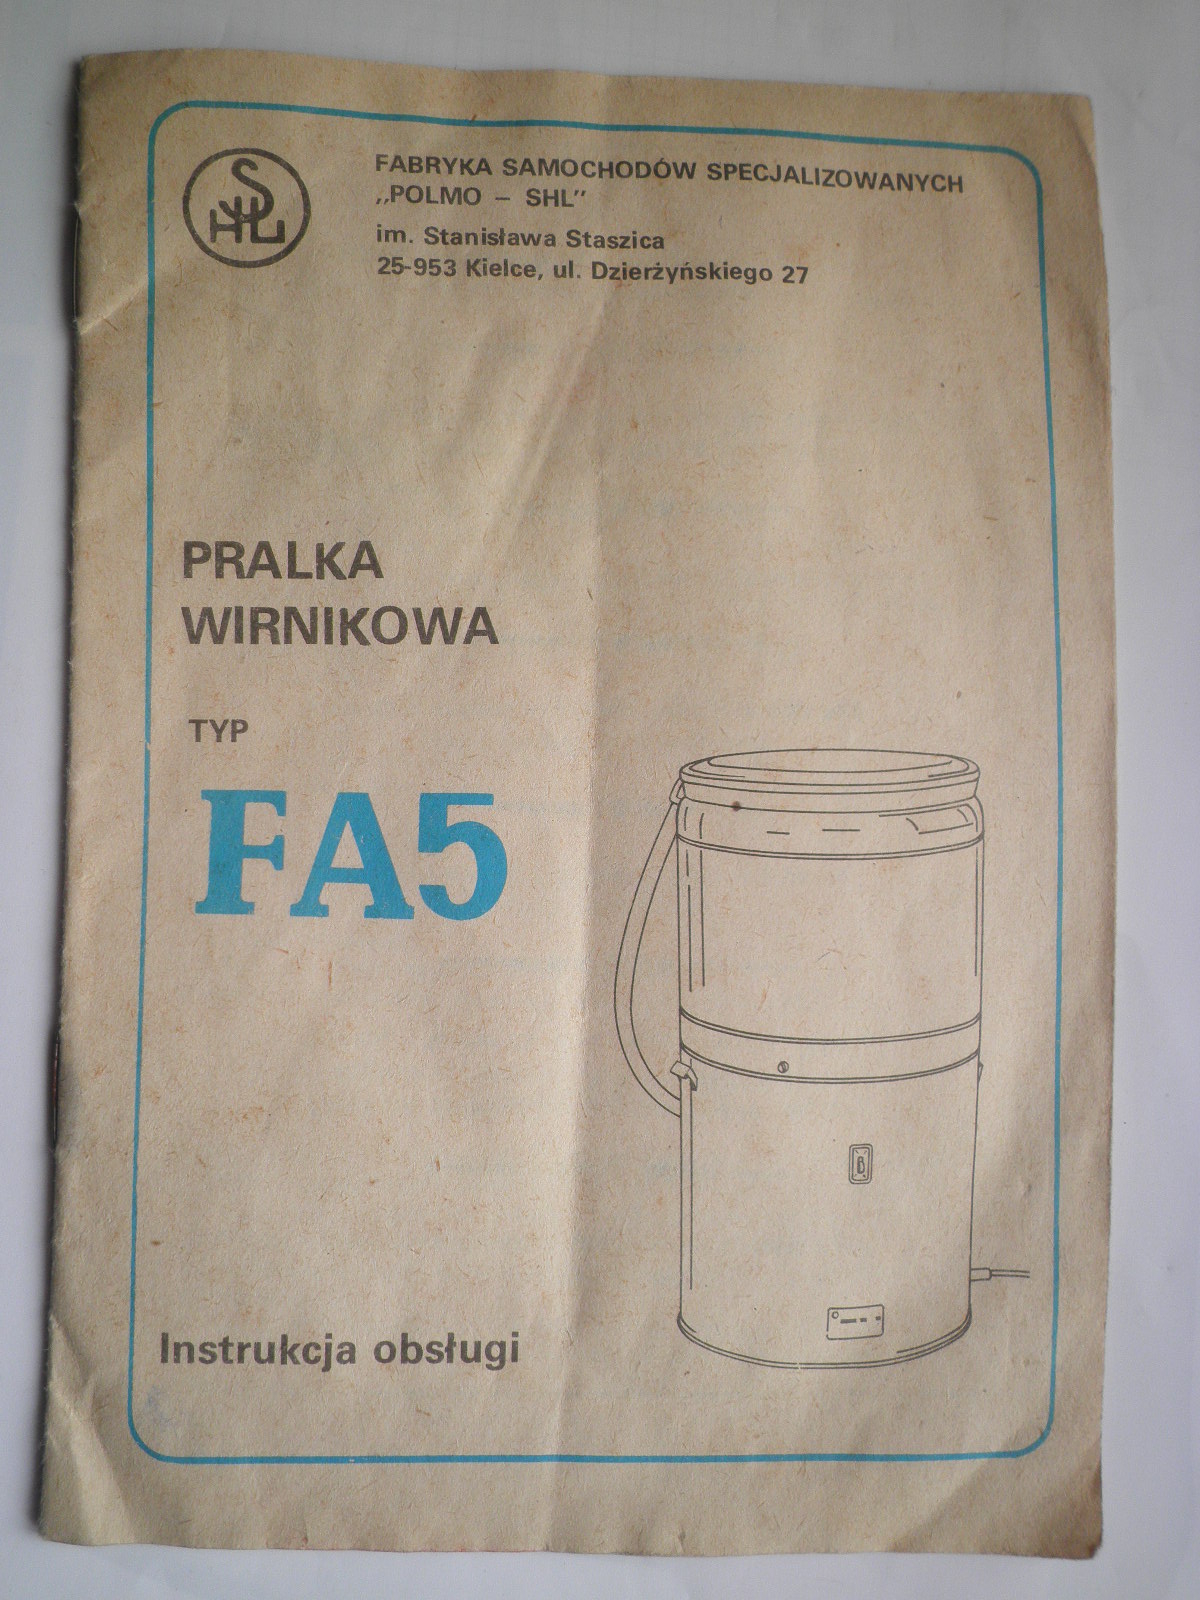 SHL
FABRYKA SAMOCHODÓW SPECJALIZOWANYCH
„POLMO – SHL”
im. Stanisława Staszica
25-953 Kielce, ul. Dzierżyńskiego 27
PRALKA
WIRNIKOWA
TYP
FA5
Instrukcja obsługi